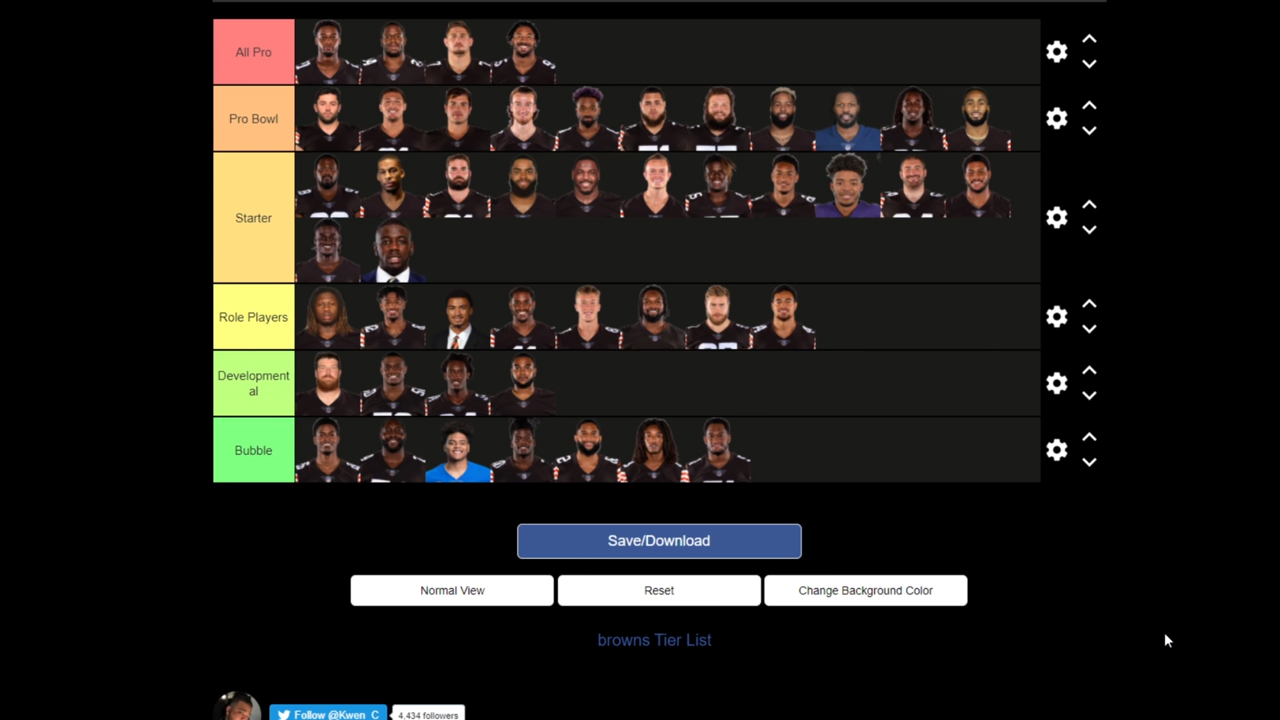 All Pro
Pro Bowl
Starter
Role Players
Development
al
Bubble
Save/Download
Normal View
Reset
Change Background Color
browns Tier List
Follow @Kwen_C
4,434 followers